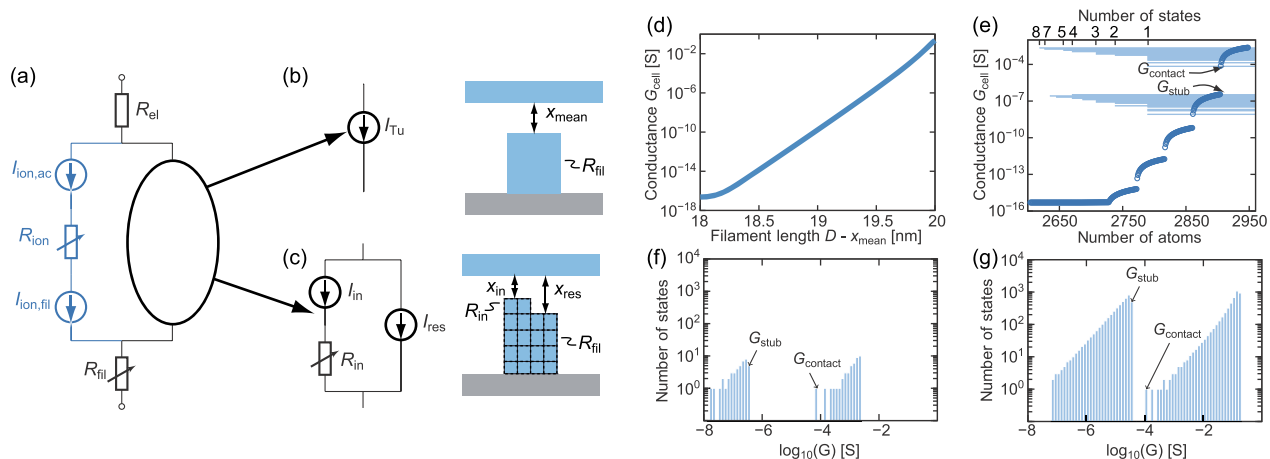 (a)
R_el
I_ion,ac
R_ion
I_ion,fil
R_fil
(b)
I_Tu
x_mean
R_fil
(c)
I_in
R_in
I_res
x_in
x_res
R_in
R_fil
(d)
Conductance G_cell [S]
10^-2
10^-6
10^-10
10^-14
10^-18
18 18.5 19 19.5 20
Filament length D - x_mean [nm]
(e)
Number of states
8 7 5 4 3 2 1
Conductance G_cell [S]
10^-4
10^-7
10^-10
10^-13
10^-16
G_contact
G_stub
2650 2750 2850 2950
Number of atoms
(f)
Number of states
10^4
10^3
10^2
10^1
10^0
G_stub
G_contact
-8 -6 -4 -2 0
log_10(G) [S]
(g)
Number of states
10^4
10^3
10^2
10^1
10^0
G_stub
G_contact
-8 -6 -4 -2 0
log_10(G) [S]